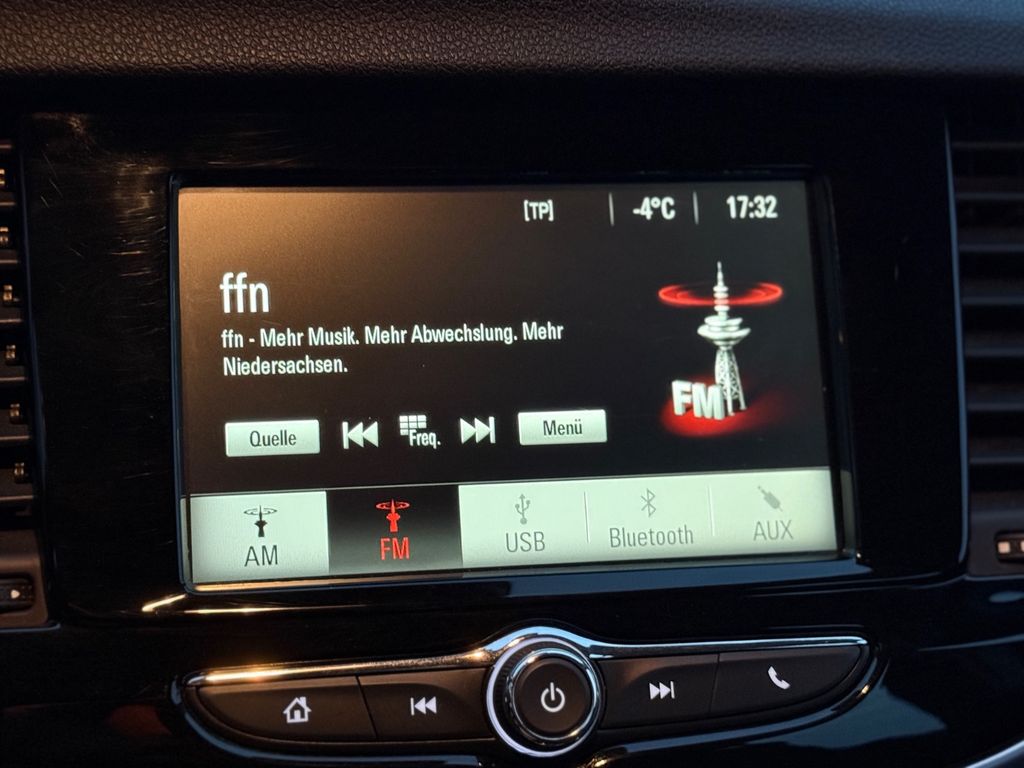 [TP] -4°C 17:32
ffn
ffn - Mehr Musik. Mehr Abwechslung. Mehr
Niedersachsen.
FM
Quelle Freq. Menü
AM FM USB Bluetooth AUX